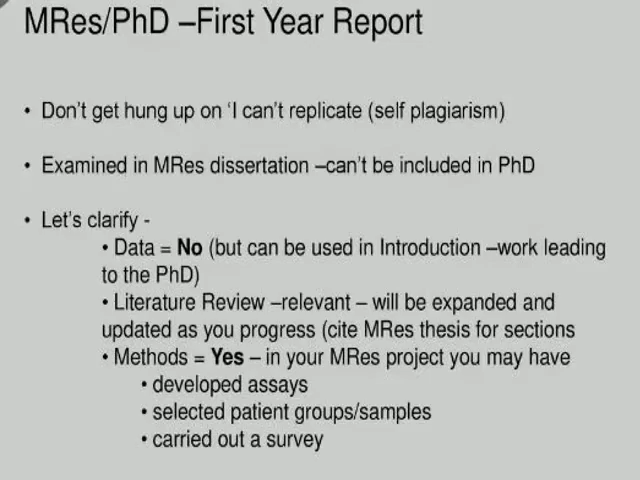 MRes/PhD –First Year Report
• Don't get hung up on 'I can't replicate (self plagiarism)
• Examined in MRes dissertation –can't be included in PhD
• Let's clarify -
• Data = No (but can be used in Introduction –work leading
to the PhD)
• Literature Review –relevant – will be expanded and
updated as you progress (cite MRes thesis for sections
• Methods = Yes – in your MRes project you may have
• developed assays
• selected patient groups/samples
• carried out a survey